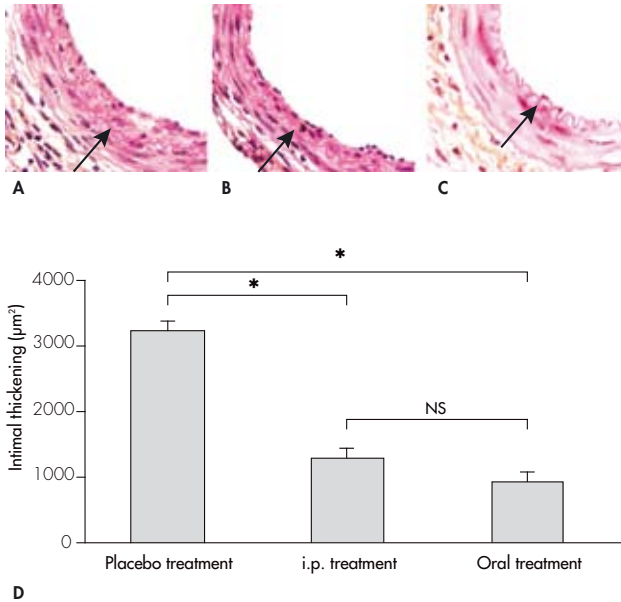 A
B
C
*
*
NS
4000
3000
2000
1000
0
Intimal thickening (µm²)
Placebo treatment
i.p. treatment
Oral treatment
D